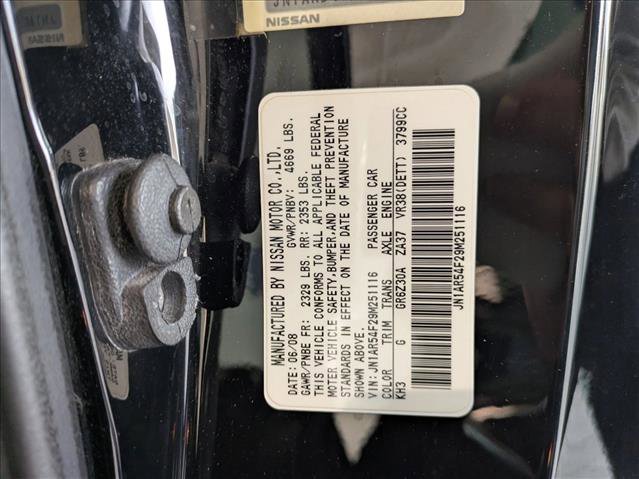 NISSAN
MANUFACTURED BY NISSAN MOTOR CO.,LTD.
DATE: 06/08 GVWR/PNBV: 4669 LBS.
GAWR/PNBE FR: 2329 LBS. RR: 2353 LBS.
THIS VEHICLE CONFORMS TO ALL APPLICABLE FEDERAL
MOTOR VEHICLE SAFETY,BUMPER,AND THEFT PREVENTION
STANDARDS IN EFFECT ON THE DATE OF MANUFACTURE
SHOWN ABOVE.
VIN: JN1AR54F29M251116 PASSENGER CAR
COLOR TRIM TRANS AXLE ENGINE
KH3 G GR6Z30A ZA37 VR38(DETT) 3799CC
JN1AR54F29M251116
NISSAN